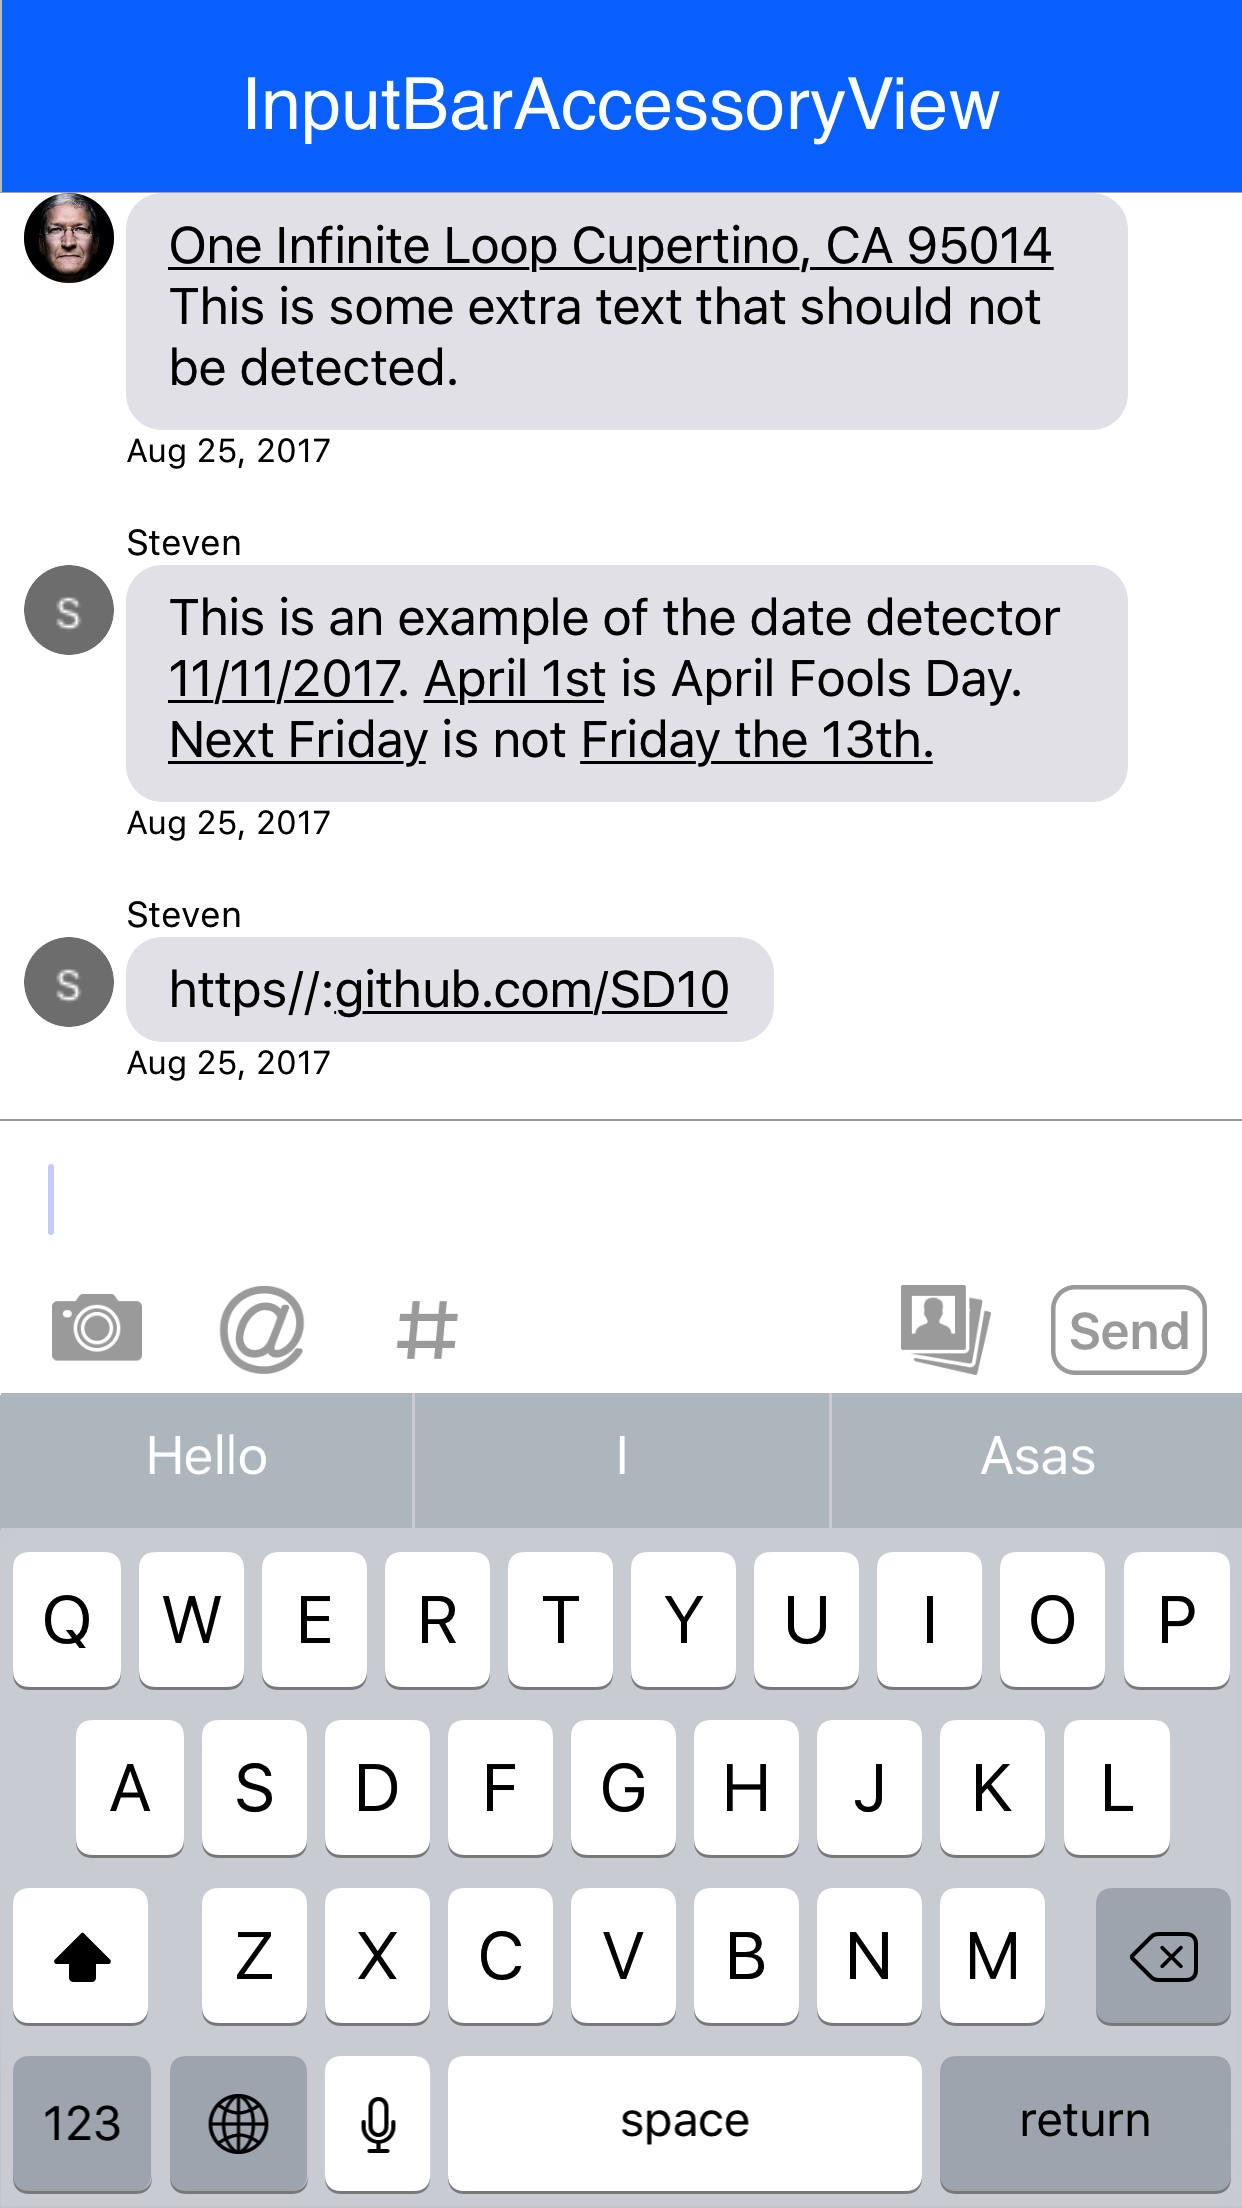 InputBarAccessoryView
One Infinite Loop Cupertino, CA 95014
This is some extra text that should not
be detected.
Aug 25, 2017
Steven
S
This is an example of the date detector
11/11/2017. April 1st is April Fools Day.
Next Friday is not Friday the 13th.
Aug 25, 2017
Steven
S
https//:github.com/SD10
Aug 25, 2017
@ # Send
Hello I Asas
Q W E R T Y U I O P
A S D F G H J K L
Z X C V B N M
123 space return